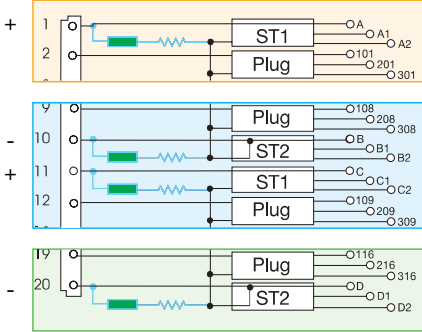 + 1 ST1 A A1 A2
2 Plug 101 201 301
9 Plug 108 208 308
- 10 ST2 B B1 B2
+ 11 ST1 C C1 C2
12 Plug 109 209 309
19 Plug 116 216 316
- 20 ST2 D D1 D2